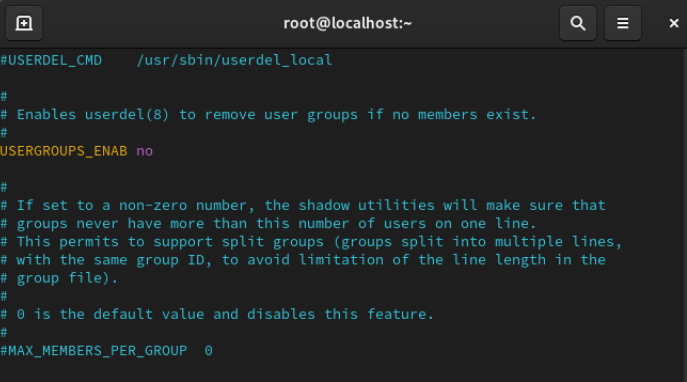 root@localhost:~
#USERDEL_CMD    /usr/sbin/userdel_local
#
# Enables userdel(8) to remove user groups if no members exist.
#
USERGROUPS_ENAB no
#
# If set to a non-zero number, the shadow utilities will make sure that
# groups never have more than this number of users on one line.
# This permits to support split groups (groups split into multiple lines,
# with the same group ID, to avoid limitation of the line length in the
# group file).
#
# 0 is the default value and disables this feature.
#
#MAX_MEMBERS_PER_GROUP  0